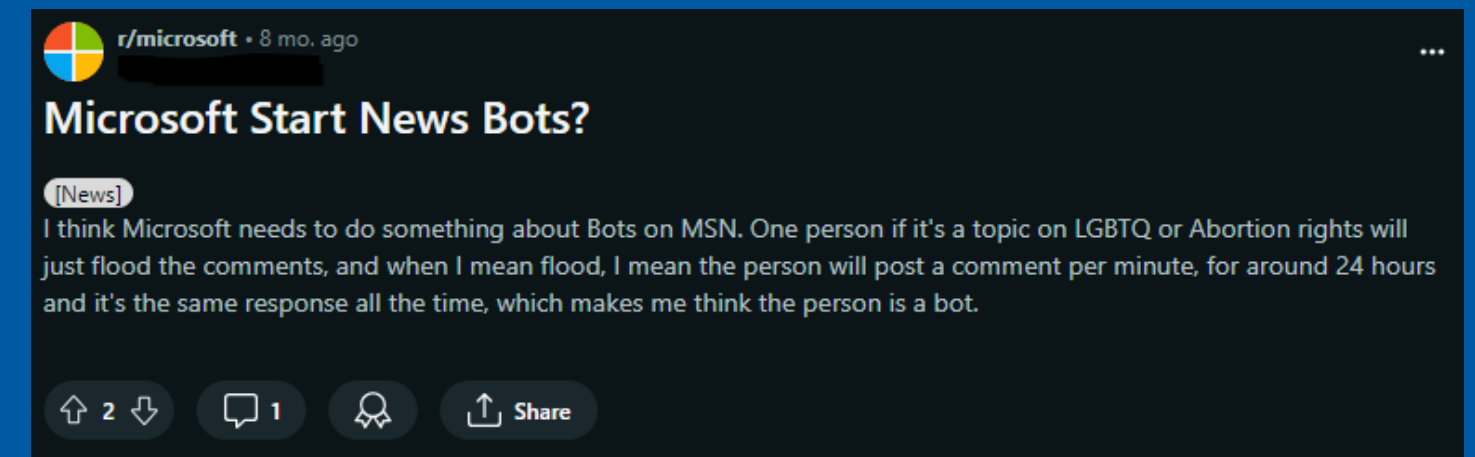 r/microsoft • 8 mo. ago
Microsoft Start News Bots?
[News]
I think Microsoft needs to do something about Bots on MSN. One person if it's a topic on LGBTQ or Abortion rights will
just flood the comments, and when I mean flood, I mean the person will post a comment per minute, for around 24 hours
and it's the same response all the time, which makes me think the person is a bot.
2 1 Share